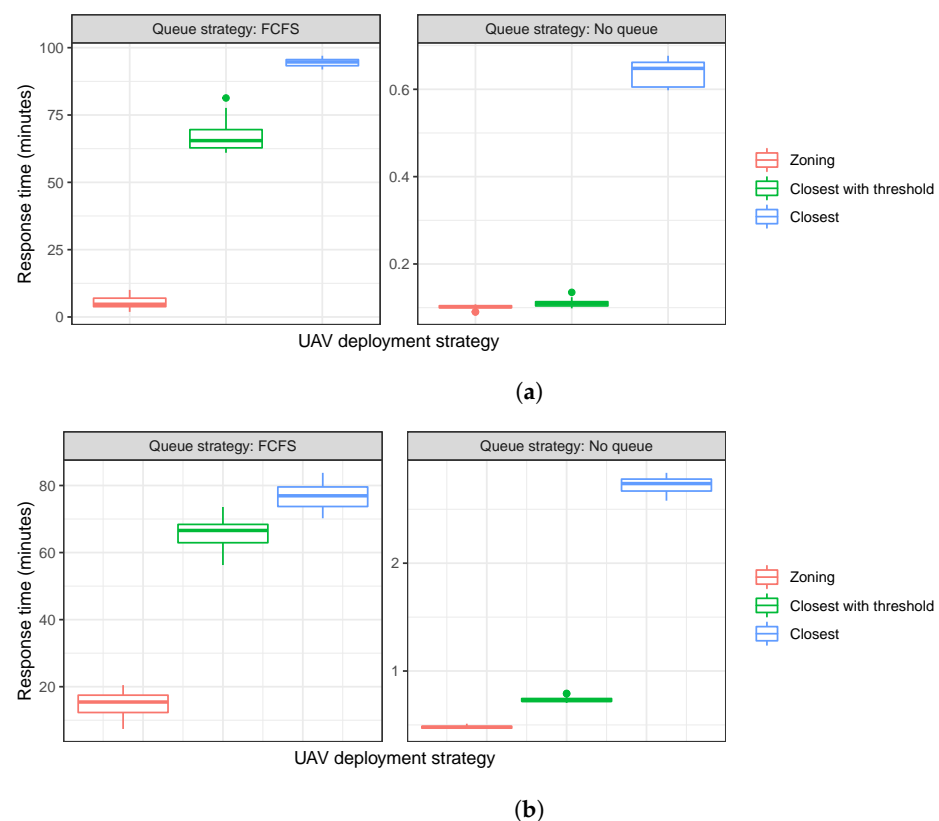 Queue strategy: FCFS
Queue strategy: No queue
Response time (minutes)
100
75
50
25
0
0.6
0.4
0.2
UAV deployment strategy
Zoning
Closest with threshold
Closest
(a)
Queue strategy: FCFS
Queue strategy: No queue
Response time (minutes)
80
60
40
20
2
1
UAV deployment strategy
Zoning
Closest with threshold
Closest
(b)